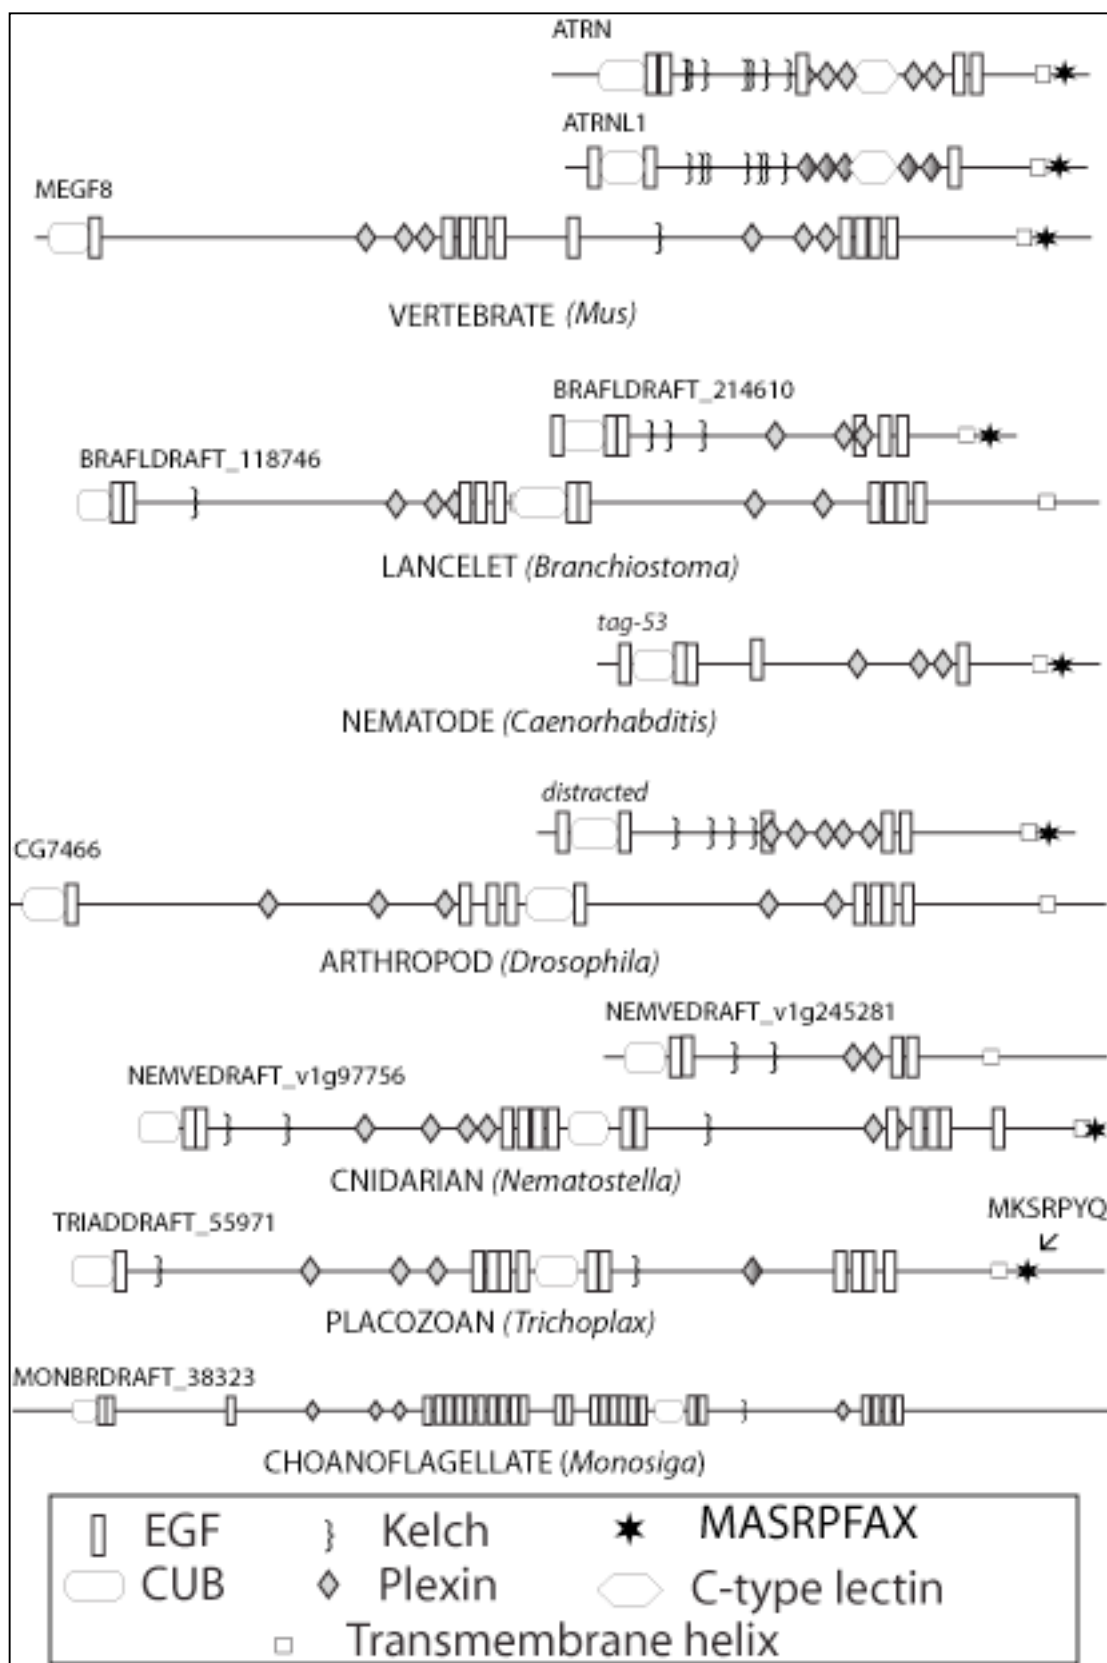 ATRN
ATRNL1
MEGF8
VERTEBRATE (Mus)
BRAFLDRAFT_214610
BRAFLDRAFT_118746
LANCELET (Branchiostoma)
tag-53
NEMATODE (Caenorhabditis)
distracted
CG7466
ARTHROPOD (Drosophila)
NEMVEDRAFT_v1g245281
NEMVEDRAFT_v1g97756
CNIDARIAN (Nematostella)
MKSRPYQ
TRIADDRAFT_55971
PLACOZOAN (Trichoplax)
MONBRDRAFT_38323
CHOANOFLAGELLATE (Monosiga)
EGF Kelch MASRPFAX
CUB Plexin C-type lectin
Transmembrane helix